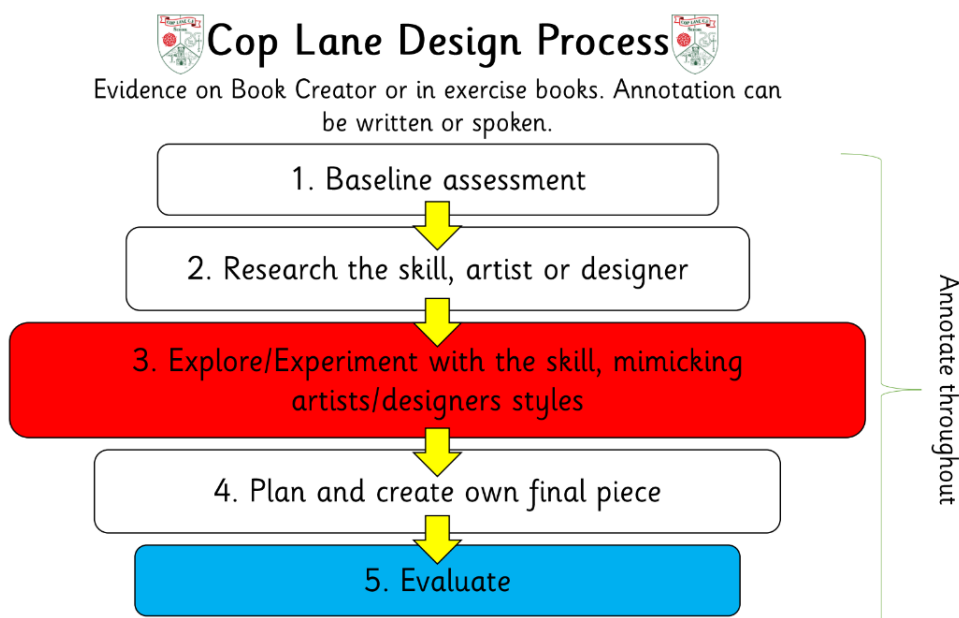 Cop Lane Design Process
Evidence on Book Creator or in exercise books. Annotation can
be written or spoken.
1. Baseline assessment
2. Research the skill, artist or designer
3. Explore/Experiment with the skill, mimicking
artists/designers styles
4. Plan and create own final piece
5. Evaluate
Annotate throughout